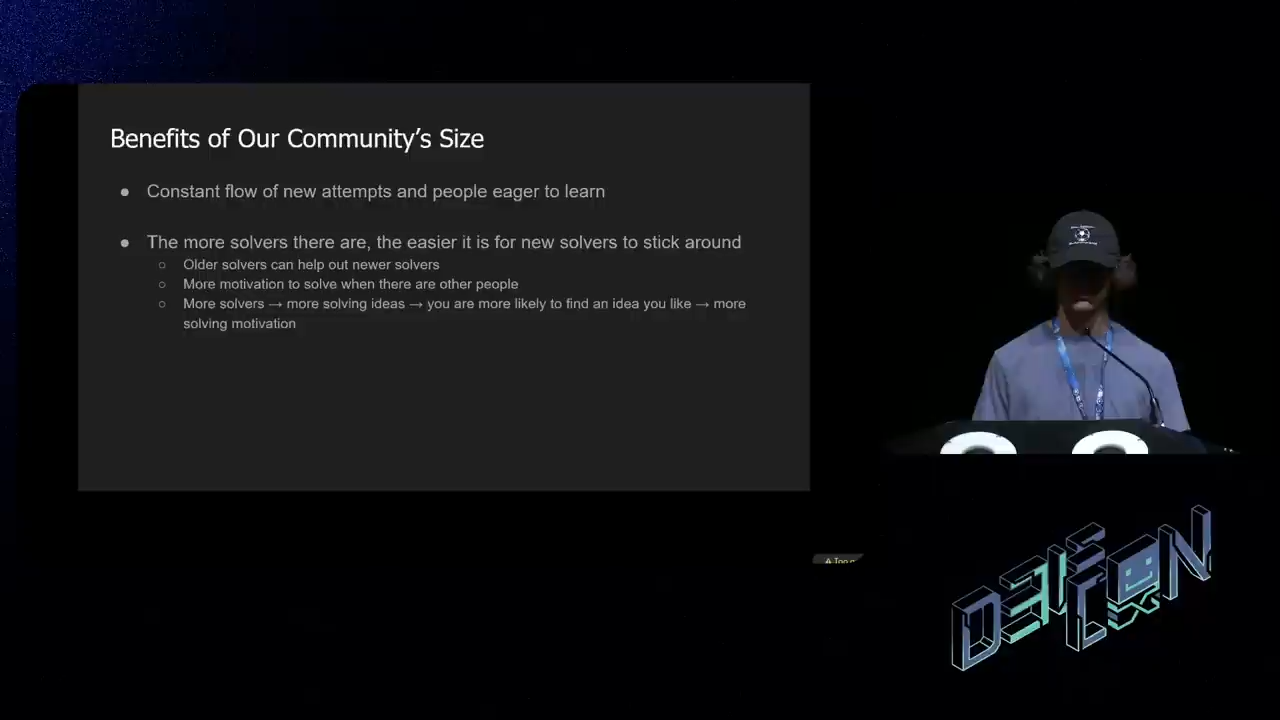 Benefits of Our Community’s Size
● Constant flow of new attempts and people eager to learn
● The more solvers there are, the easier it is for new solvers to stick around
○ Older solvers can help out newer solvers
○ More motivation to solve when there are other people
○ More solvers → more solving ideas → you are more likely to find an idea you like → more
solving motivation
DEF
CON